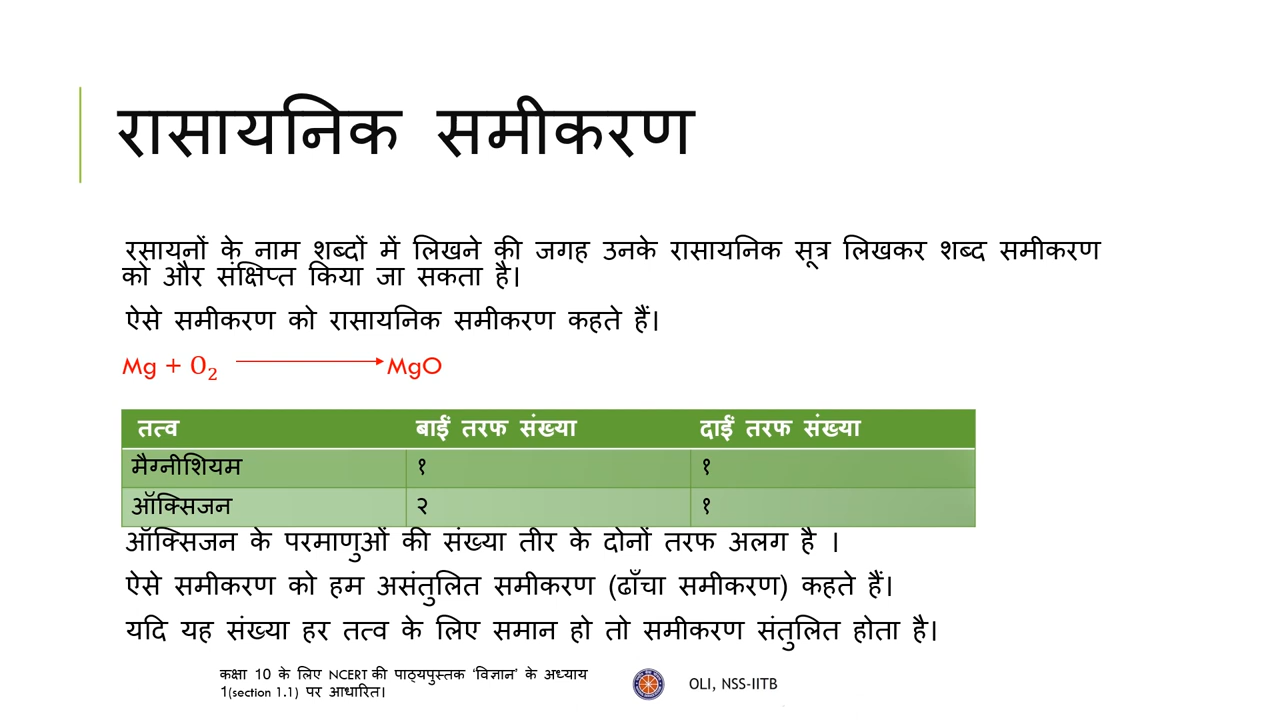 रासायनिक समीकरण
रसायनों के नाम शब्दों में लिखने की जगह उनके रासायनिक सूत्र लिखकर शब्द समीकरण
को और संक्षिप्त किया जा सकता है।
ऐसे समीकरण को रासायनिक समीकरण कहते हैं।
Mg + O₂ ⟶ MgO
तत्व बाईं तरफ संख्या दाईं तरफ संख्या
मैग्नीशियम १ १
ऑक्सिजन २ १
ऑक्सिजन के परमाणुओं की संख्या तीर के दोनों तरफ अलग है ।
ऐसे समीकरण को हम असंतुलित समीकरण (ढाँचा समीकरण) कहते हैं।
यदि यह संख्या हर तत्व के लिए समान हो तो समीकरण संतुलित होता है।
कक्षा 10 के लिए NCERT की पाठ्यपुस्तक ‘विज्ञान’ के अध्याय
1(section 1.1) पर आधारित।
OLI, NSS-IITB